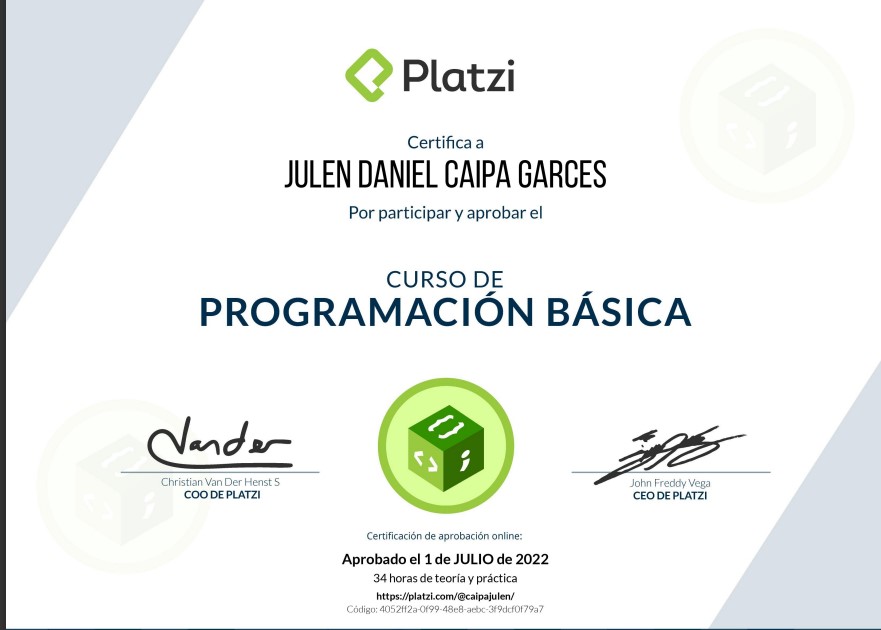 Platzi
Certifica a
JULEN DANIEL CAIPA GARCES
Por participar y aprobar el
CURSO DE
PROGRAMACIÓN BÁSICA
Vander
Christian Van Der Henst S
COO DE PLATZI
John Freddy Vega
CEO DE PLATZI
Certificación de aprobación online:
Aprobado el 1 de JULIO de 2022
34 horas de teoría y práctica
https://platzi.com/@caipajulen/
Código: 4052ff2a-0f99-48e8-aebc-3f9dcf0f79a7